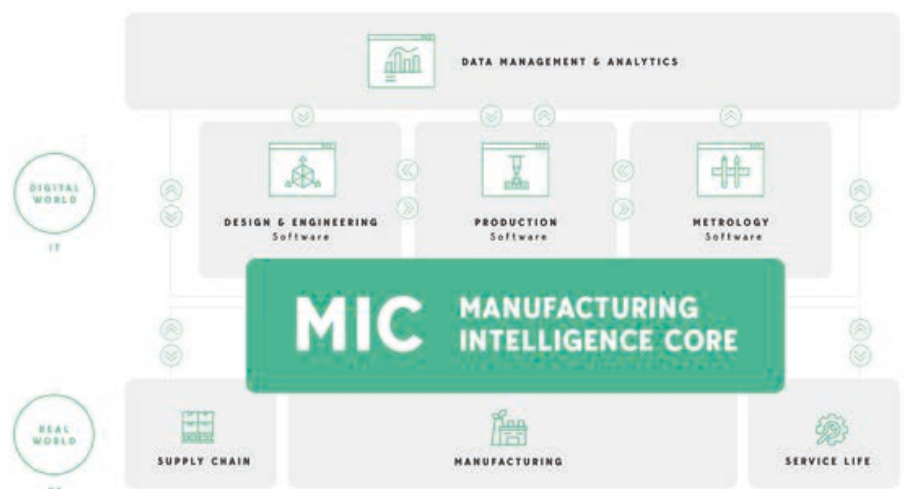 DATA MANAGEMENT & ANALYTICS
DIGITAL
WORLD
IT
DESIGN & ENGINEERING
Software
PRODUCTION
Software
METROLOGY
Software
MIC
MANUFACTURING
INTELLIGENCE CORE
REAL
WORLD
SUPPLY CHAIN
MANUFACTURING
SERVICE LIFE